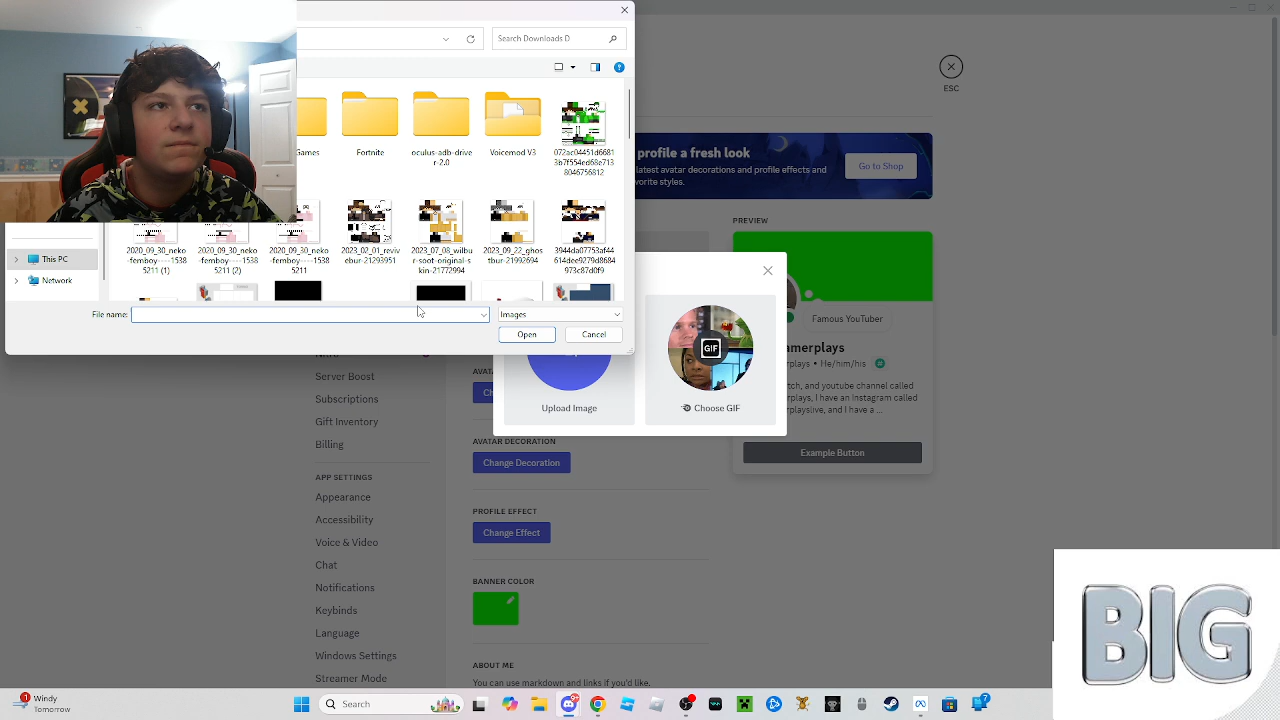 Search Downloads D
ESC
Games
Fortnite
oculus-adb-drive
r-2.0
Voicemod V3
072ac04451d6681
3b7f554ed68e713
8046756812
profile a fresh look
latest avatar decorations and profile effects and
vorite styles.
Go to Shop
PREVIEW
This PC
Network
2020_09_30_neko
-femboy----1538
5211 (1)
2020_09_30_neko
-femboy----1538
5211 (2)
2020_09_30_neko
-femboy----1538
5211
2023_02_01_reviv
ebur-21293951
2023_07_08_wilbu
r-soot-original-s
kin-21772994
2023_09_22_ghos
tbur-21992694
3944da07753af44
614dee9279d8684
973c87d0f9
File name:
Images
Open
Cancel
GIF
Upload Image
Choose GIF
Famous YouTuber
amerplays
rplays • He/him/his
tch, and youtube channel called
rplays, I have an Instagram called
rplayslive, and I have a ...
Example Button
Server Boost
Subscriptions
Gift Inventory
Billing
APP SETTINGS
Appearance
Accessibility
Voice & Video
Chat
Notifications
Keybinds
Language
Windows Settings
Streamer Mode
AVATA
Ch
AVATAR DECORATION
Change Decoration
PROFILE EFFECT
Change Effect
BANNER COLOR
ABOUT ME
You can use markdown and links if you'd like.
BIG
1
Windy
Tomorrow
Search
7